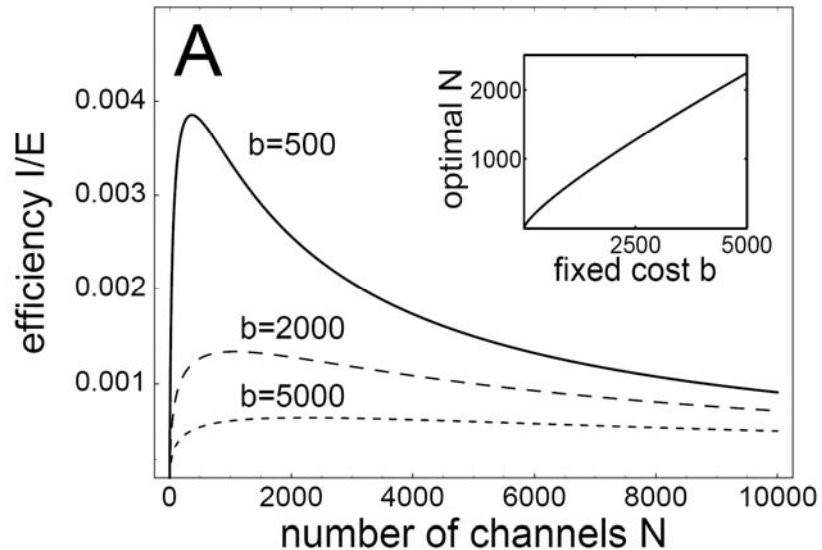 A
efficiency I/E
0.004
0.003
0.002
0.001
b=500
b=2000
b=5000
0
2000
4000
6000
8000
10000
number of channels N
optimal N
2000
1000
2500
5000
fixed cost b